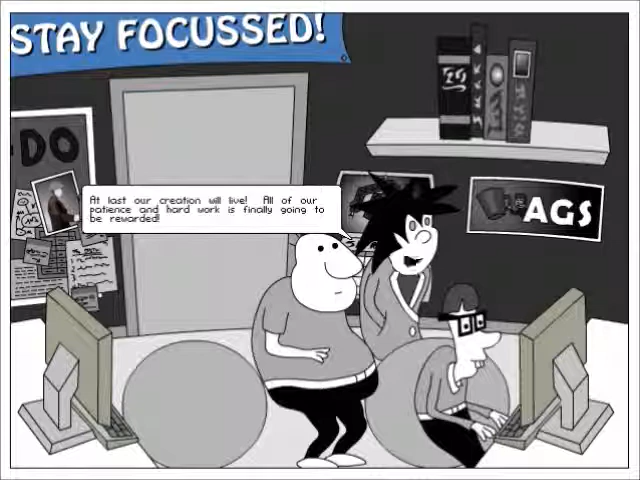 STAY FOCUSSED!
DO
At last our creation will live! All of our
patience and hard work is finally going to
be rewarded!
AGS